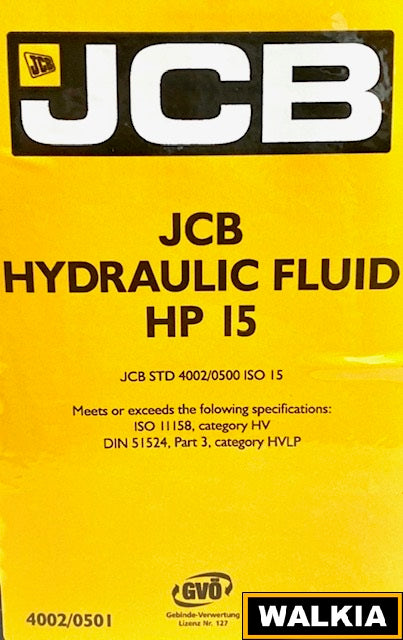 JCB
JCB
JCB
HYDRAULIC FLUID
HP 15
JCB STD 4002/0500 ISO 15
Meets or exceeds the folowing specifications:
ISO 11158, category HV
DIN 51524, Part 3, category HVLP
GVÖ
Gebinde-Verwertung
Lizenz Nr. 127
4002/0501
WALKIA